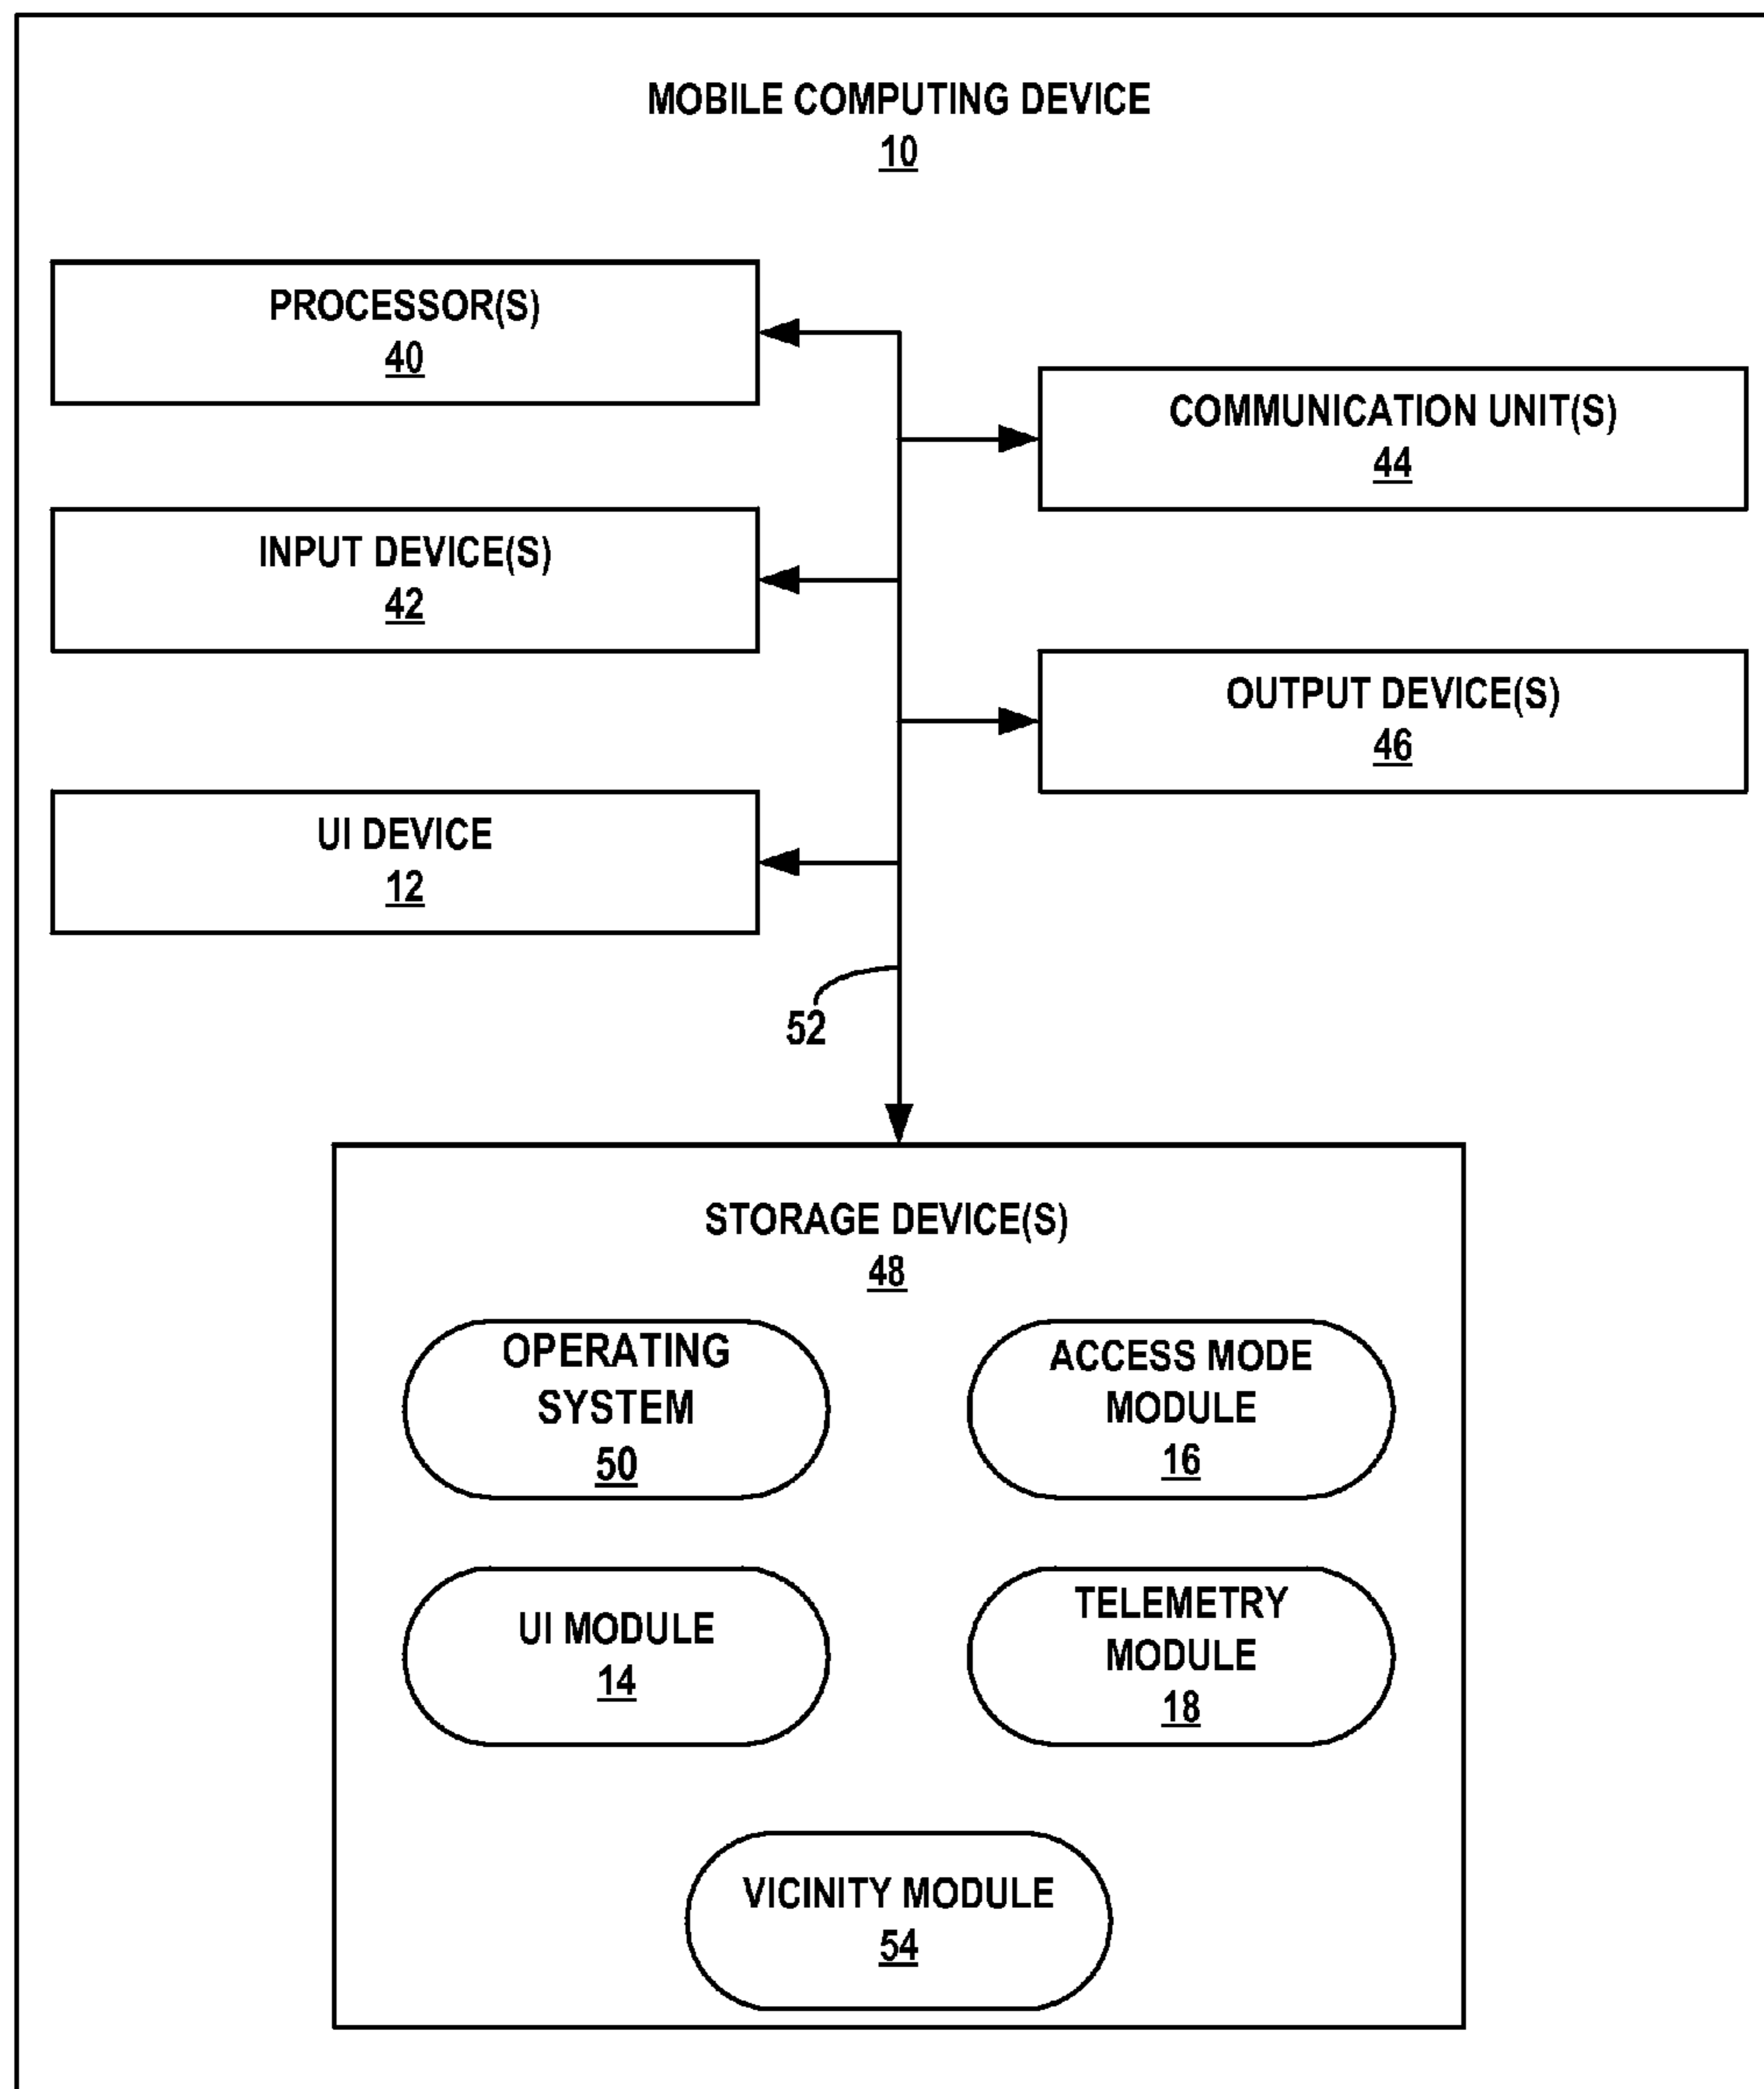 MOBILE COMPUTING DEVICE
10
PROCESSOR(S)
40
COMMUNICATION UNIT(S)
44
INPUT DEVICE(S)
42
OUTPUT DEVICE(S)
46
UI DEVICE
12
52
STORAGE DEVICE(S)
48
OPERATING
SYSTEM
50
ACCESS MODE
MODULE
16
UI MODULE
14
TELEMETRY
MODULE
18
VICINITY MODULE
54